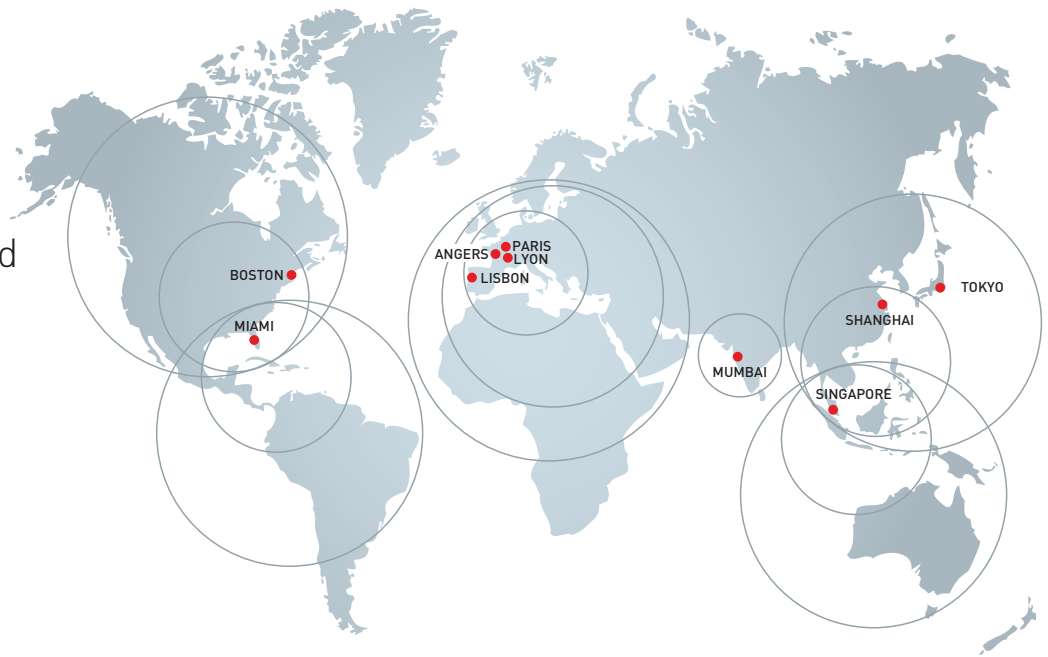 d
PARIS
ANGERS
LYON
BOSTON
LISBON
TOKYO
SHANGHAI
MIAMI
MUMBAI
SINGAPORE